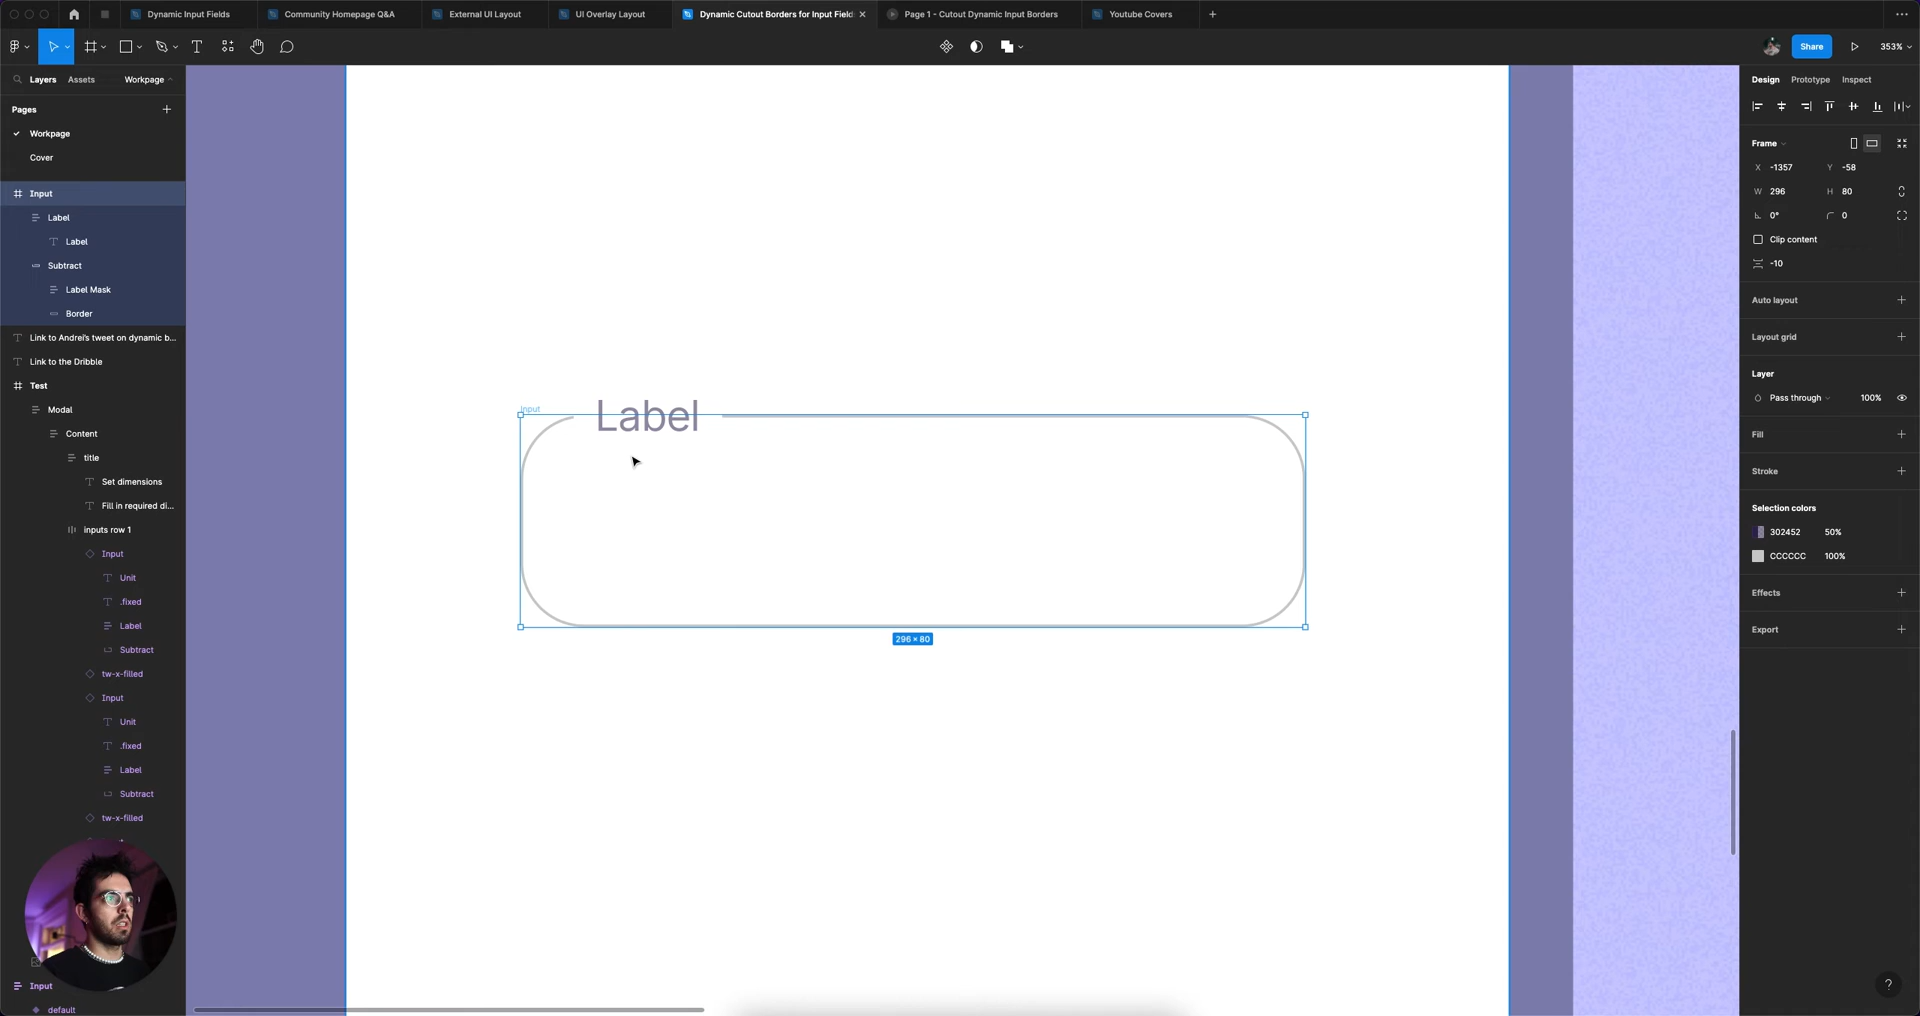 Dynamic Input Fields
Community Homepage Q&A
External UI Layout
UI Overlay Layout
Dynamic Cutout Borders for Input Field
Page 1 - Cutout Dynamic Input Borders
Youtube Covers
Share
353%
Layers
Assets
Workpage
Design
Prototype
Inspect
Pages
Workpage
Cover
Input
Label
Label
Subtract
Label Mask
Border
Link to Andrei's tweet on dynamic b...
Link to the Dribble
Test
Modal
Content
title
Set dimensions
Fill in required di...
inputs row 1
Input
Unit
.fixed
Label
Subtract
tw-x-filled
Input
Unit
.fixed
Label
Subtract
tw-x-filled
Input
default
Input
Label
296 × 80
Frame
X -1357 Y -58
W 296 H 80
0° 0
Clip content
-10
Auto layout
Layout grid
Layer
Pass through 100%
Fill
Stroke
Selection colors
302452 50%
CCCCCC 100%
Effects
Export
?